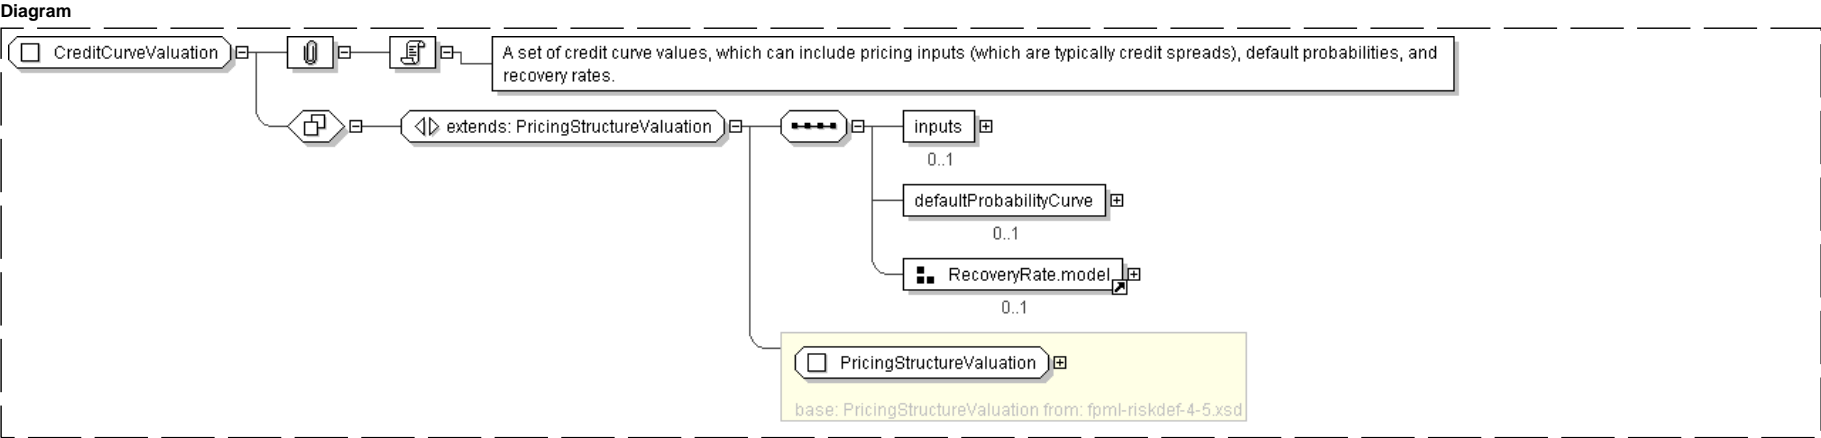 Diagram
CreditCurveValuation
A set of credit curve values, which can include pricing inputs (which are typically credit spreads), default probabilities, and
recovery rates.
extends: PricingStructureValuation
inputs
0..1
defaultProbabilityCurve
0..1
RecoveryRate.model
0..1
PricingStructureValuation
base: PricingStructureValuation from: fpml-riskdef-4-5.xsd